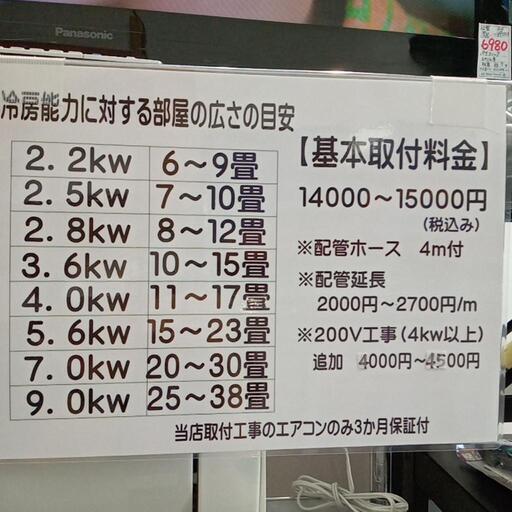 Panasonic
6980
冷房能力に対する部屋の広さの目安
2.2kw 6～9畳
2.5kw 7～10畳
2.8kw 8～12畳
3.6kw 10～15畳
4.0kw 11～17畳
5.6kw 15～23畳
7.0kw 20～30畳
9.0kw 25～38畳
【基本取付料金】
14000～15000円
(税込み)
※配管ホース 4m付
※配管延長
2000円～2700円/m
※200V工事(4kw以上)
追加 4000円～4500円
当店取付工事のエアコンのみ3か月保証付